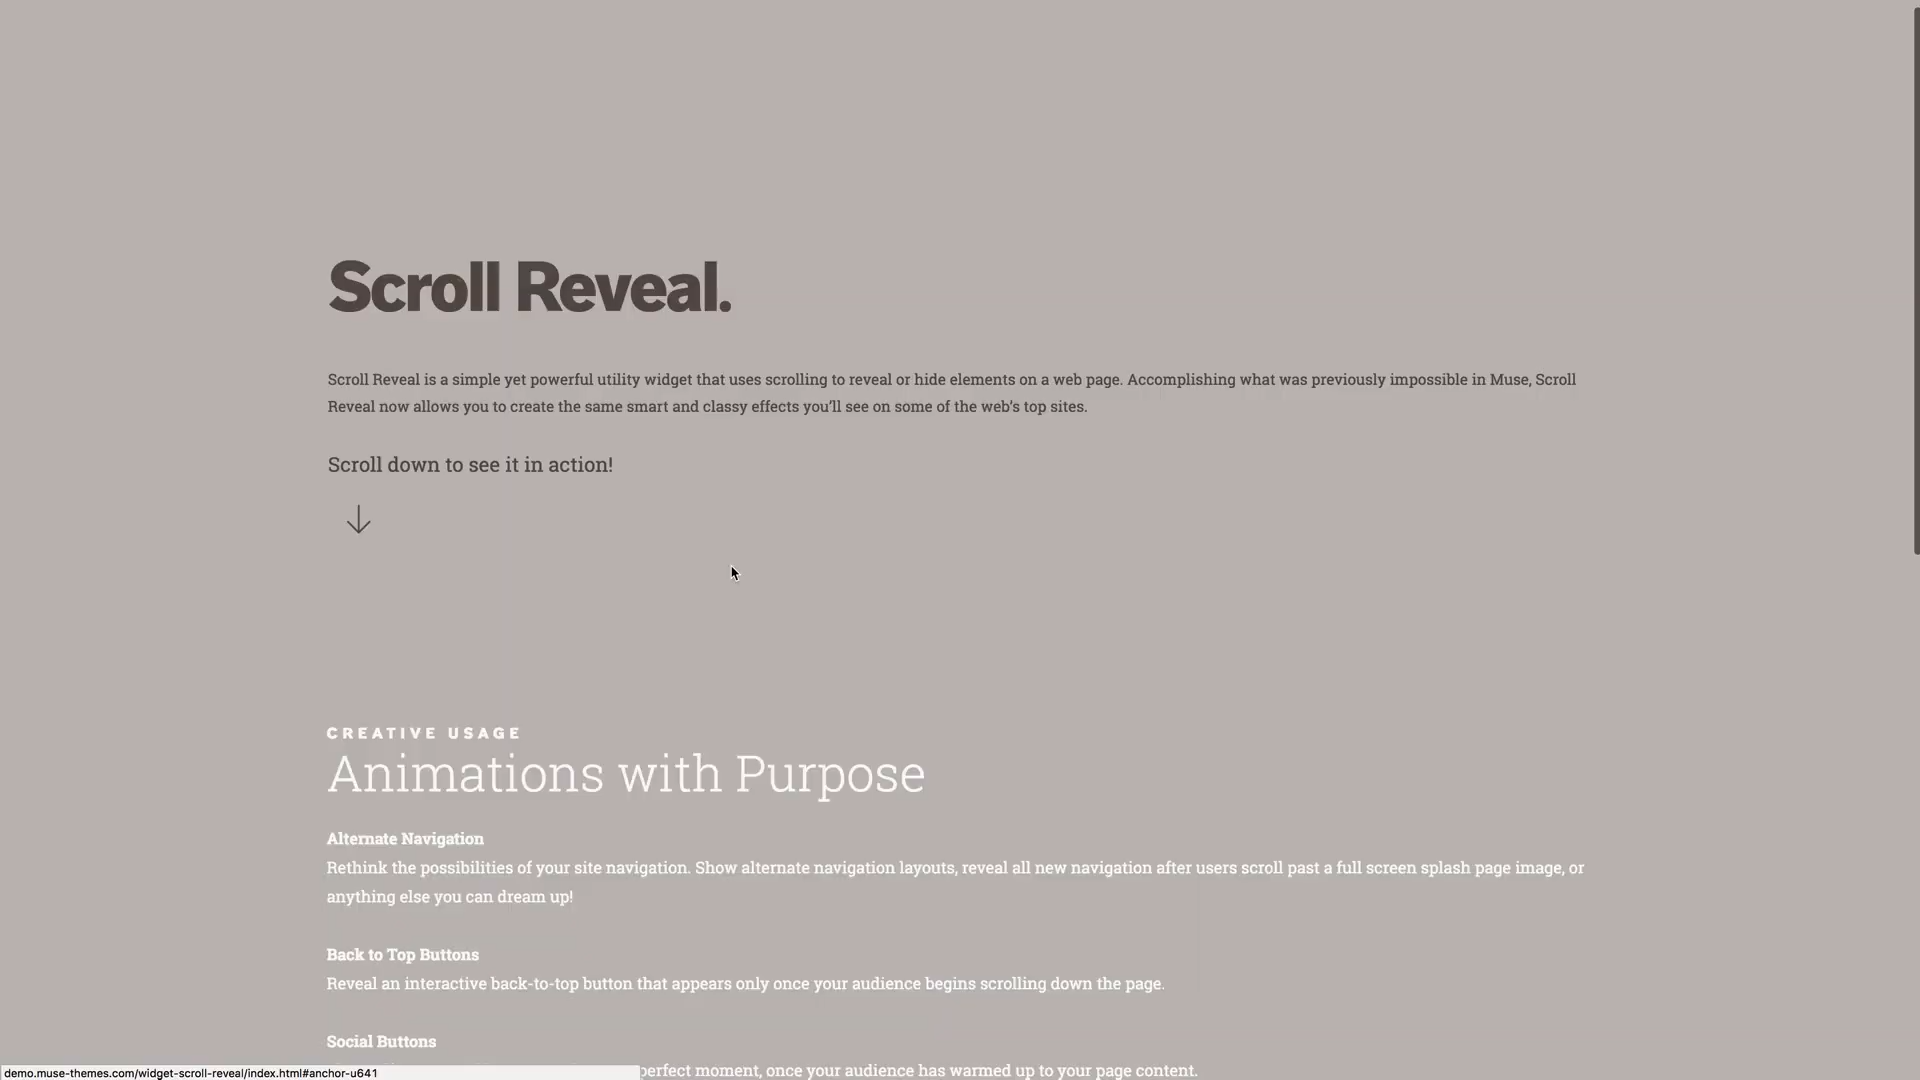 Scroll Reveal.
Scroll Reveal is a simple yet powerful utility widget that uses scrolling to reveal or hide elements on a web page. Accomplishing what was previously impossible in Muse, Scroll
Reveal now allows you to create the same smart and classy effects you’ll see on some of the web’s top sites.
Scroll down to see it in action!
CREATIVE USAGE
Animations with Purpose
Alternate Navigation
Rethink the possibilities of your site navigation. Show alternate navigation layouts, reveal all new navigation after users scroll past a full screen splash page image, or
anything else you can dream up!
Back to Top Buttons
Reveal an interactive back-to-top button that appears only once your audience begins scrolling down the page.
Social Buttons
perfect moment, once your audience has warmed up to your page content.
demo.muse-themes.com/widget-scroll-reveal/index.html#anchor-u641